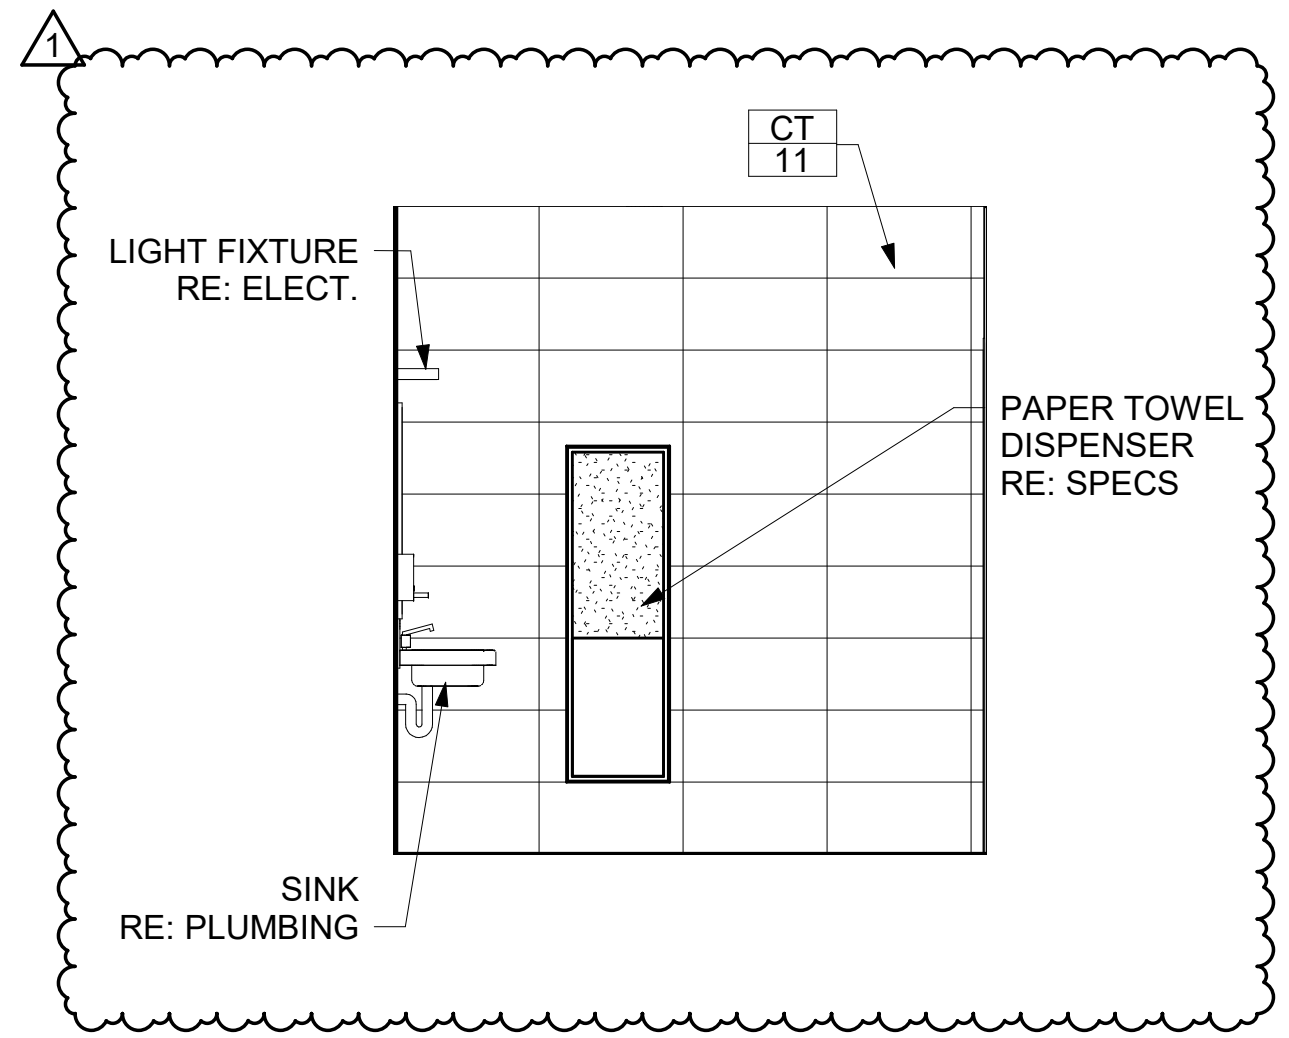 1
CT
11
LIGHT FIXTURE
RE: ELECT.
PAPER TOWEL
DISPENSER
RE: SPECS
SINK
RE: PLUMBING